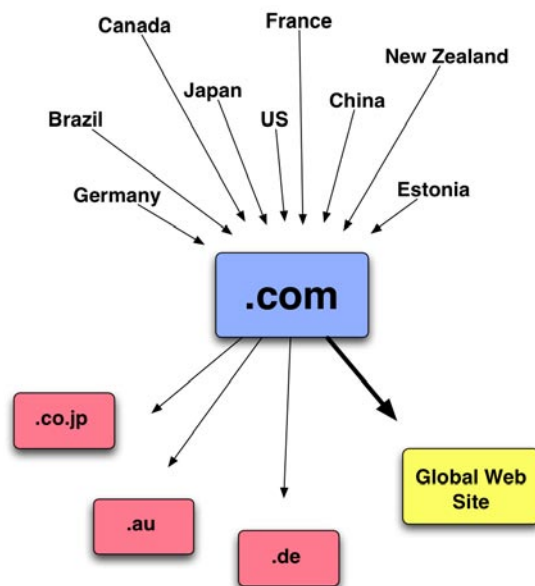 France
Canada
New Zealand
Japan
China
US
Brazil
Germany
Estonia
.com
.co.jp
Global Web
Site
.au
.de